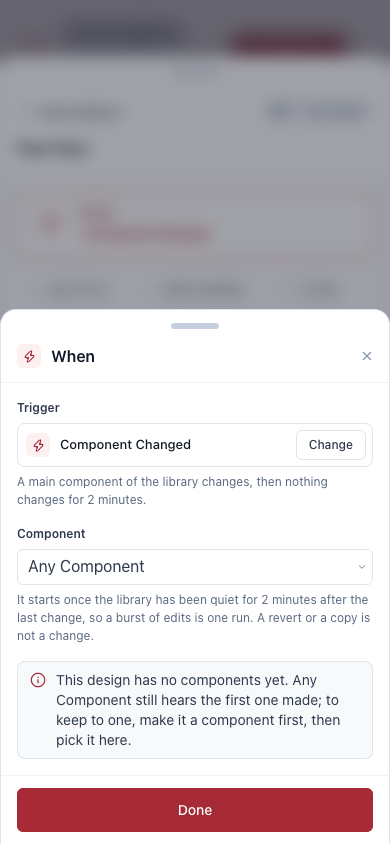 When
Trigger
Component Changed
Change
A main component of the library changes, then nothing
changes for 2 minutes.
Component
Any Component
It starts once the library has been quiet for 2 minutes after the
last change, so a burst of edits is one run. A revert or a copy is
not a change.
This design has no components yet. Any
Component still hears the first one made; to
keep to one, make it a component first, then
pick it here.
Done